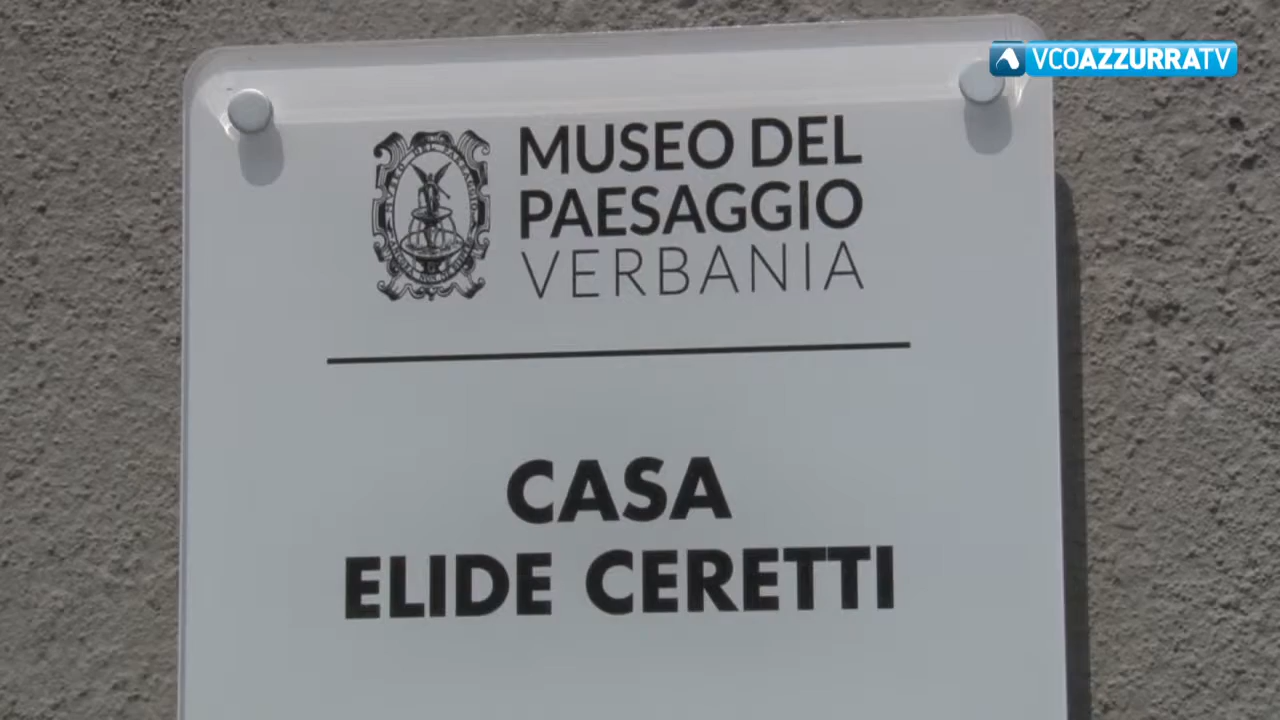 VCOAZZURRATV
MUSEO DEL
PAESAGGIO
VERBANIA
CASA
ELIDE CERETTI